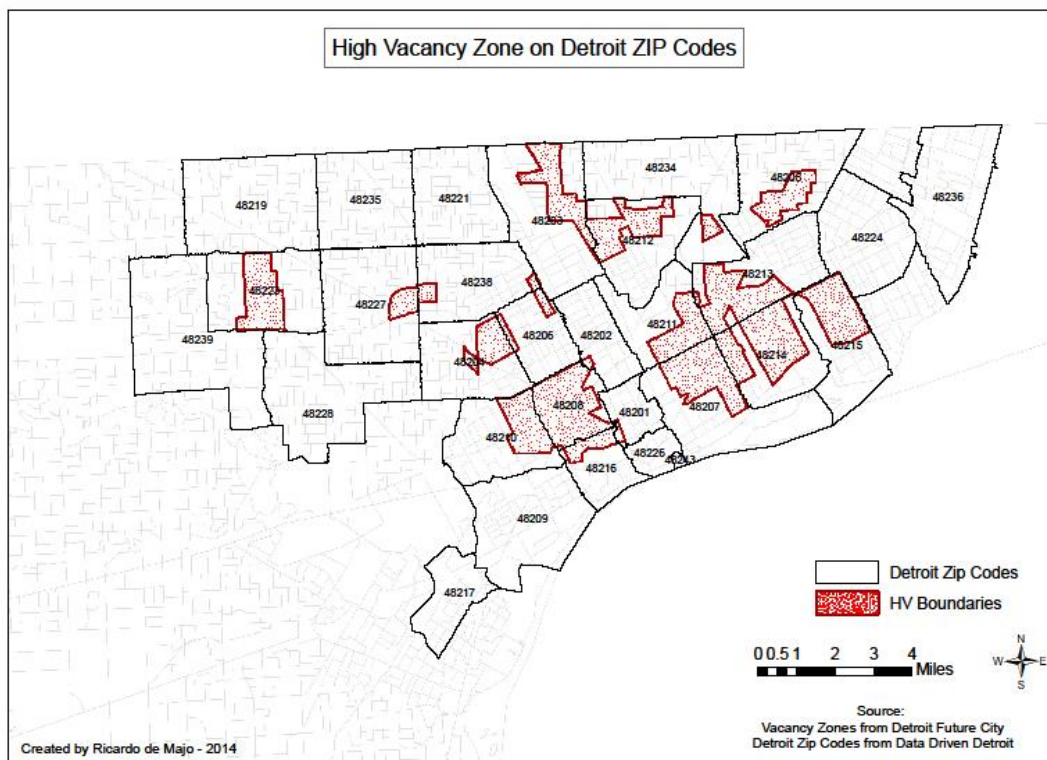 High Vacancy Zone on Detroit ZIP Codes
48234
48205
48219
48235
48221
48236
48203
48212
48224
48213
48223
48227
48238
48239
48206
48202
48211
48215
48214
48204
48208
48201
48207
48228
48210
48226
48243
48216
48209
48217
Detroit Zip Codes
HV Boundaries
0 0.5 1 2 3 4
Miles
N
W E
S
Source:
Vacancy Zones from Detroit Future City
Detroit Zip Codes from Data Driven Detroit
Created by Ricardo de Majo - 2014